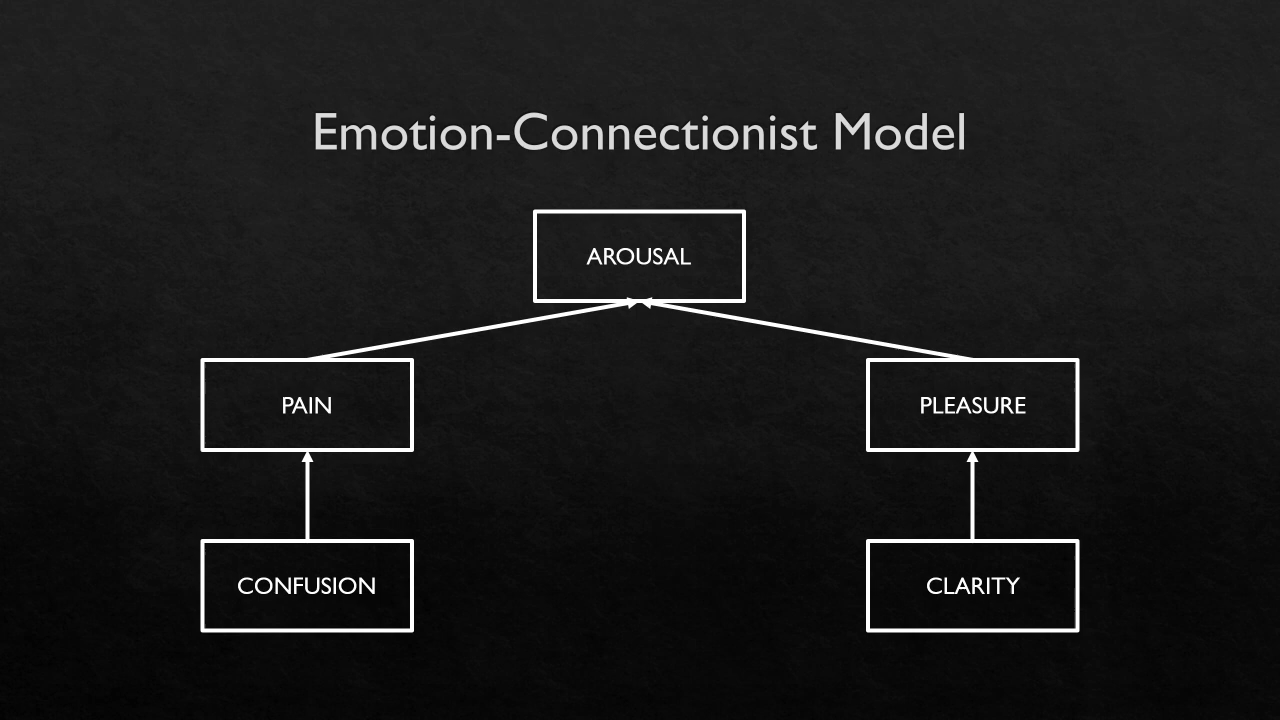 Emotion-Connectionist Model
AROUSAL
PAIN
PLEASURE
CONFUSION
CLARITY